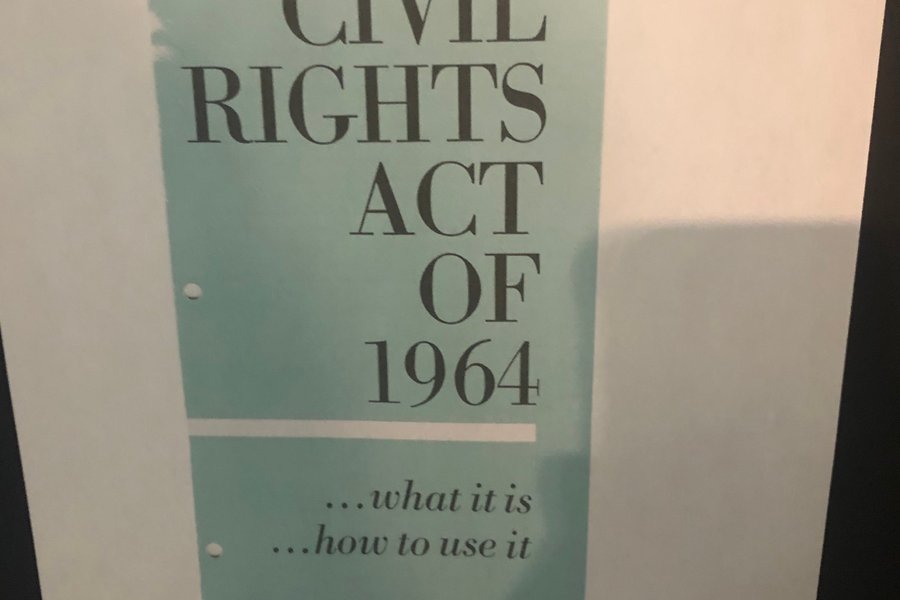 CIVIL
RIGHTS
ACT
OF
1964
...what it is
...how to use it